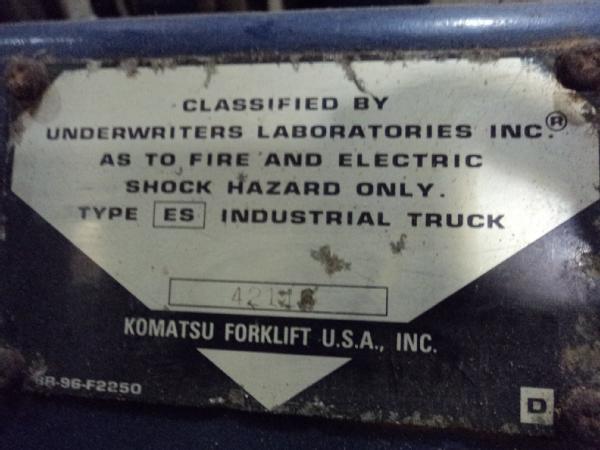 CLASSIFIED BY
UNDERWRITERS LABORATORIES INC.®
AS TO FIRE AND ELECTRIC
SHOCK HAZARD ONLY.
TYPE ES INDUSTRIAL TRUCK
KOMATSU FORKLIFT U.S.A., INC.
D